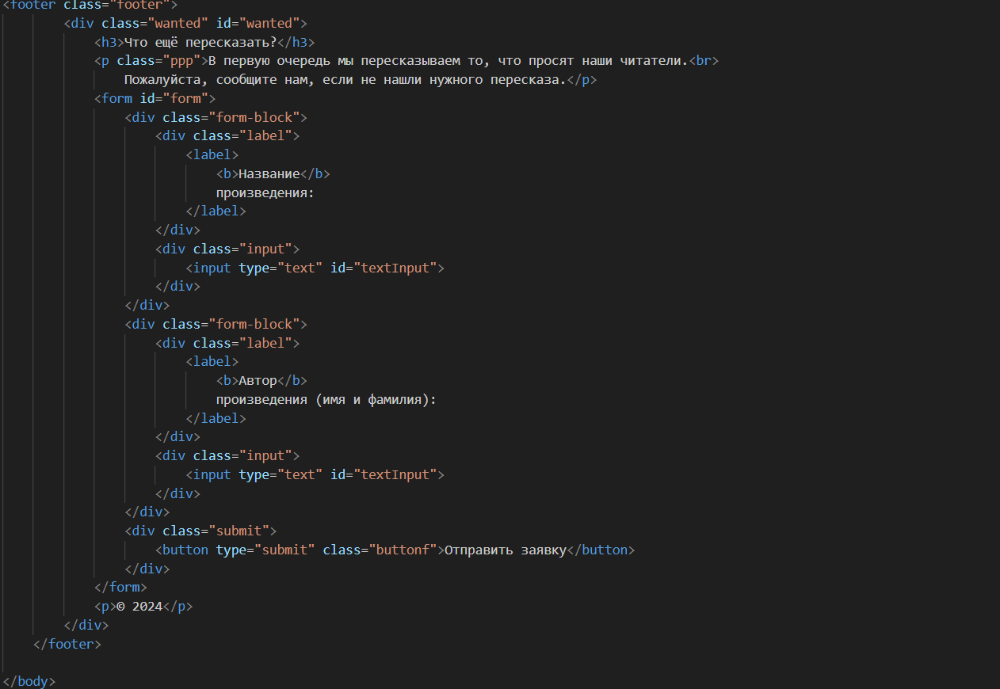 <footer class="footer">
<div class="wanted" id="wanted">
<h3>Что ещё пересказать?</h3>
<p class="ppp">В первую очередь мы пересказываем то, что просят наши читатели.<br>
Пожалуйста, сообщите нам, если не нашли нужного пересказа.</p>
<form id="form">
<div class="form-block">
<div class="label">
<label>
<b>Название</b>
произведения:
</label>
</div>
<div class="input">
<input type="text" id="textInput">
</div>
</div>
<div class="form-block">
<div class="label">
<label>
<b>Автор</b>
произведения (имя и фамилия):
</label>
</div>
<div class="input">
<input type="text" id="textInput">
</div>
</div>
<div class="submit">
<button type="submit" class="buttonf">Отправить заявку</button>
</div>
</form>
<p>© 2024</p>
</div>
</footer>
</body>